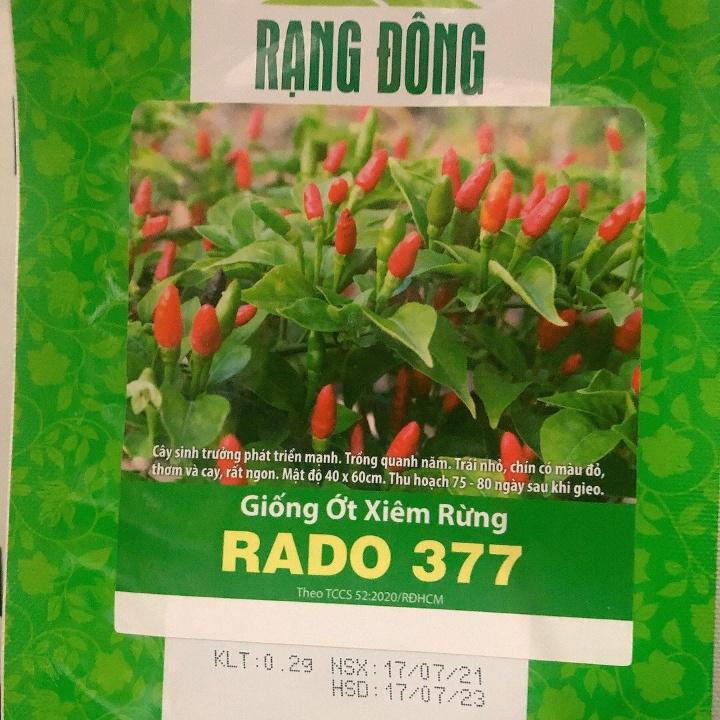 RẠNG ĐÔNG
Cây sinh trưởng phát triển mạnh. Trồng quanh năm. Trái nhỏ, chín có màu đỏ,
thơm và cay, rất ngon. Mật độ 40 x 60cm. Thu hoạch 75 - 80 ngày sau khi gieo.
Giống Ớt Xiêm Rừng
RADO 377
Theo TCCS 52:2020/RĐHCM
KLT:0.2g NSX:17/07/21
HSD:17/07/23